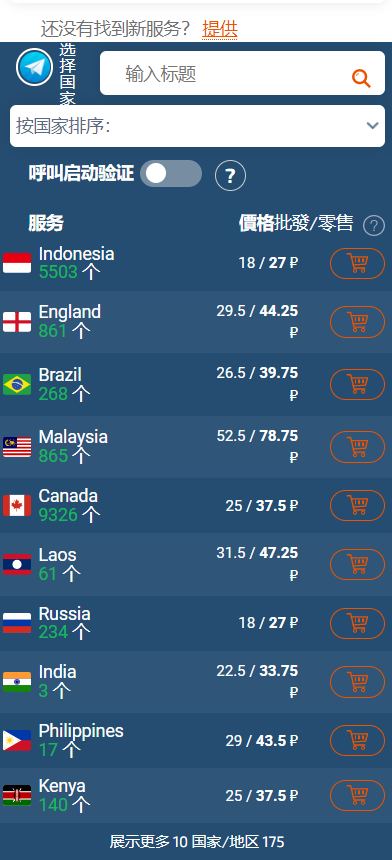 还没有找到新服务？ 提供
选择国家
输入标题
按国家排序：
呼叫启动验证 ?
服务 價格批發/零售 ?
Indonesia
5503 个
18 / 27 ₽
England
861 个
29.5 / 44.25
₽
Brazil
268 个
26.5 / 39.75
₽
Malaysia
865 个
52.5 / 78.75
₽
Canada
9326 个
25 / 37.5 ₽
Laos
61 个
31.5 / 47.25
₽
Russia
234 个
18 / 27 ₽
India
3 个
22.5 / 33.75
₽
Philippines
17 个
29 / 43.5 ₽
Kenya
140 个
25 / 37.5 ₽
展示更多 10 国家/地区 175